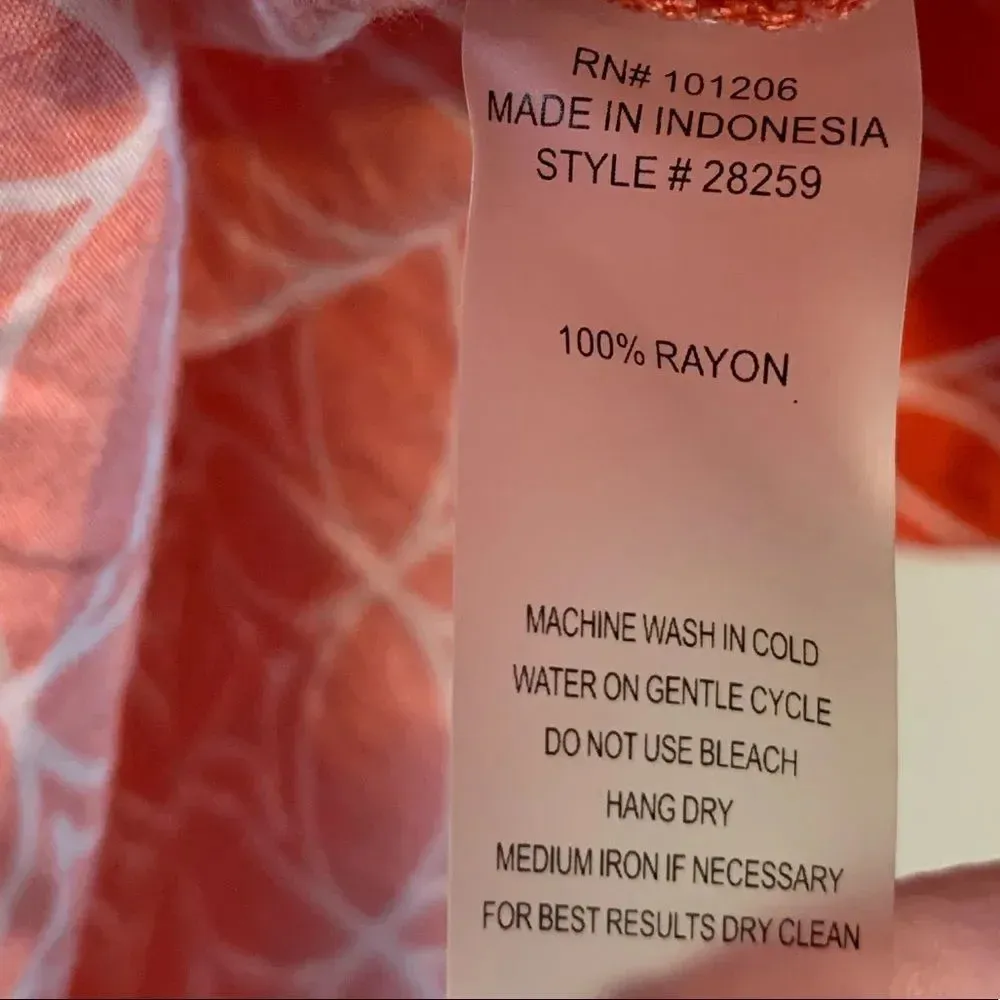 RN# 101206
MADE IN INDONESIA
STYLE # 28259
100% RAYON
MACHINE WASH IN COLD
WATER ON GENTLE CYCLE
DO NOT USE BLEACH
HANG DRY
MEDIUM IRON IF NECESSARY
FOR BEST RESULTS DRY CLEAN